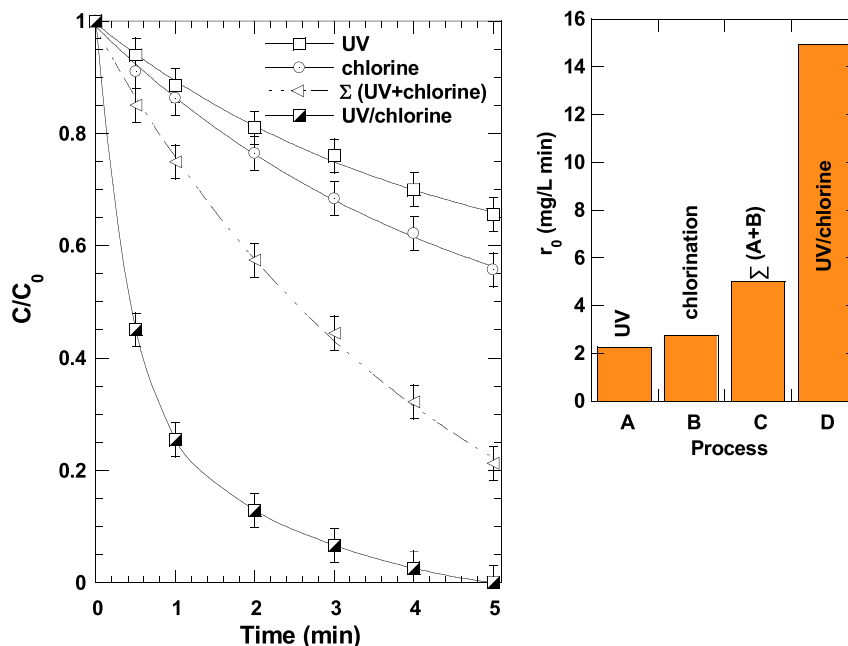 C/C0
1
0.8
0.6
0.4
0.2
0
0 1 2 3 4 5
Time (min)
UV
chlorine
Σ (UV+chlorine)
UV/chlorine
r0 (mg/L min)
16
14
12
10
8
6
4
2
0
UV
chlorination
∑ (A+B)
UV/chlorine
A B C D
Process